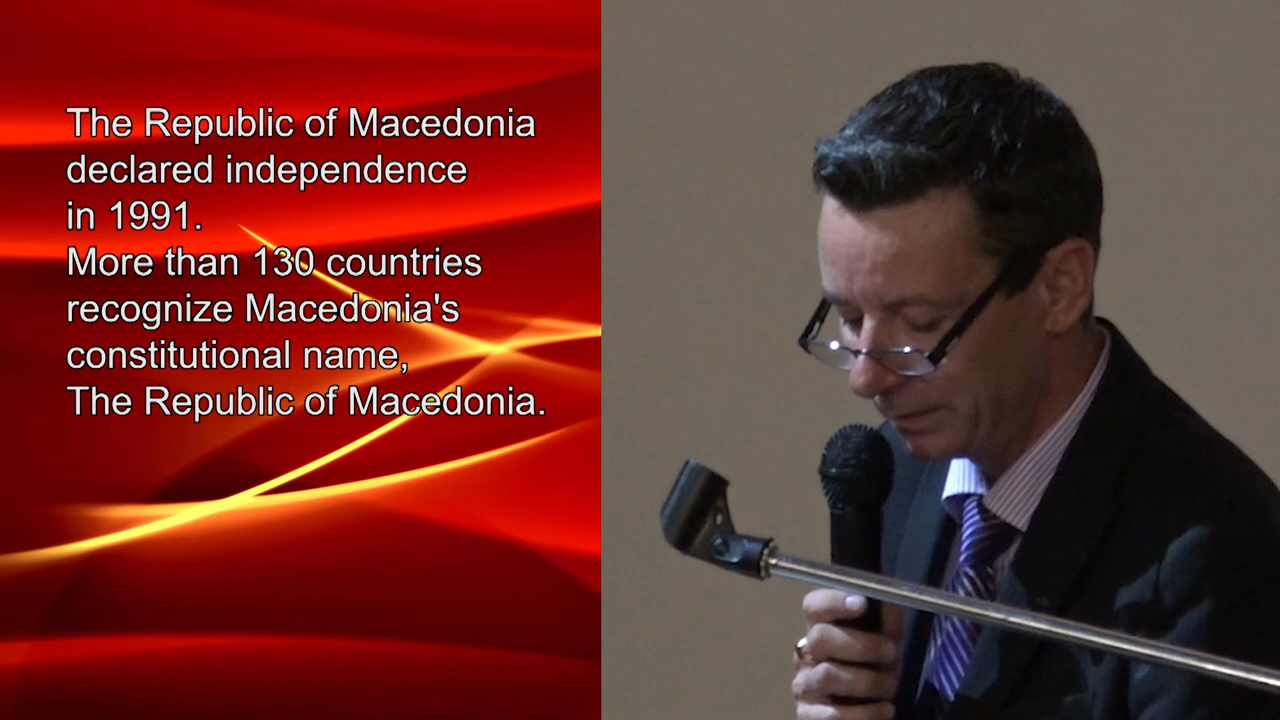 The Republic of Macedonia
declared independence
in 1991.
More than 130 countries
recognize Macedonia's
constitutional name,
The Republic of Macedonia.